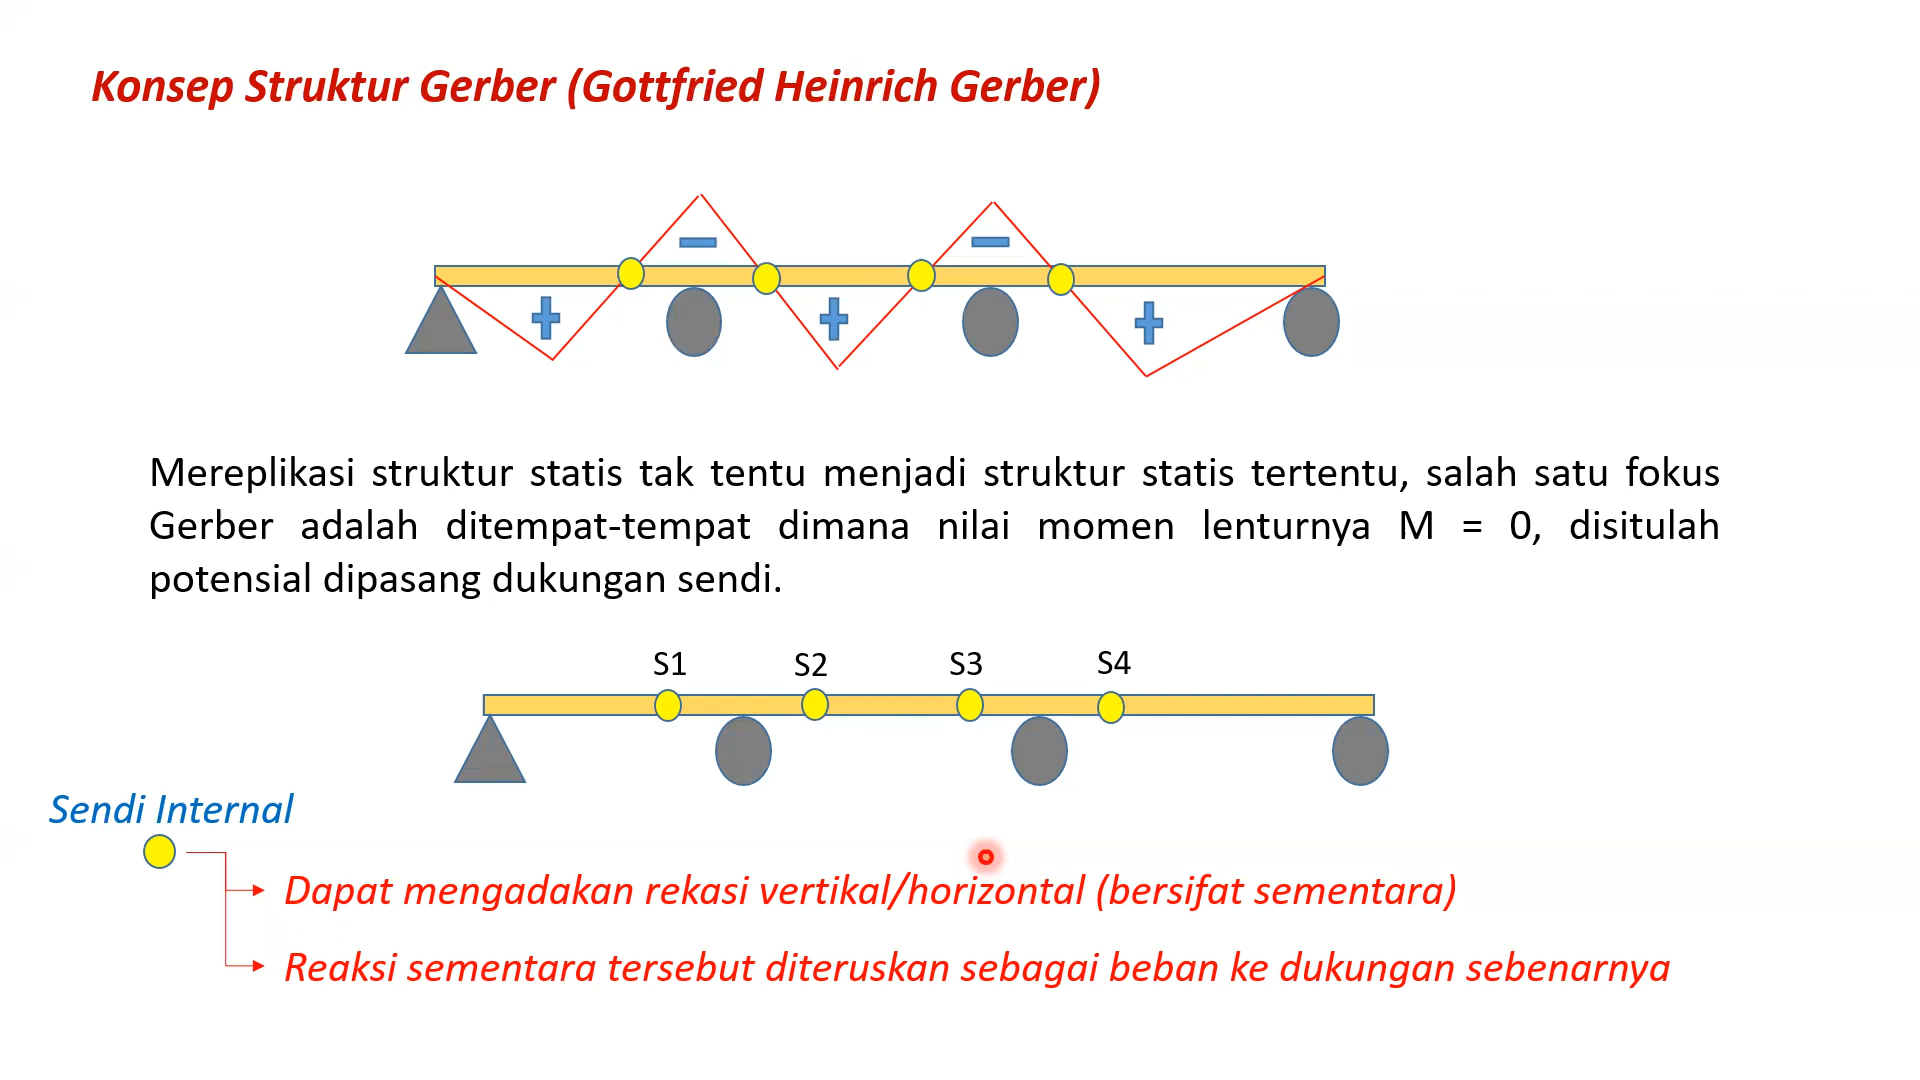 Konsep Struktur Gerber (Gottfried Heinrich Gerber)
Mereplikasi struktur statis tak tentu menjadi struktur statis tertentu, salah satu fokus
Gerber adalah ditempat-tempat dimana nilai momen lenturnya M = 0, disitulah
potensial dipasang dukungan sendi.
S1 S2 S3 S4
Sendi Internal
Dapat mengadakan rekasi vertikal/horizontal (bersifat sementara)
Reaksi sementara tersebut diteruskan sebagai beban ke dukungan sebenarnya